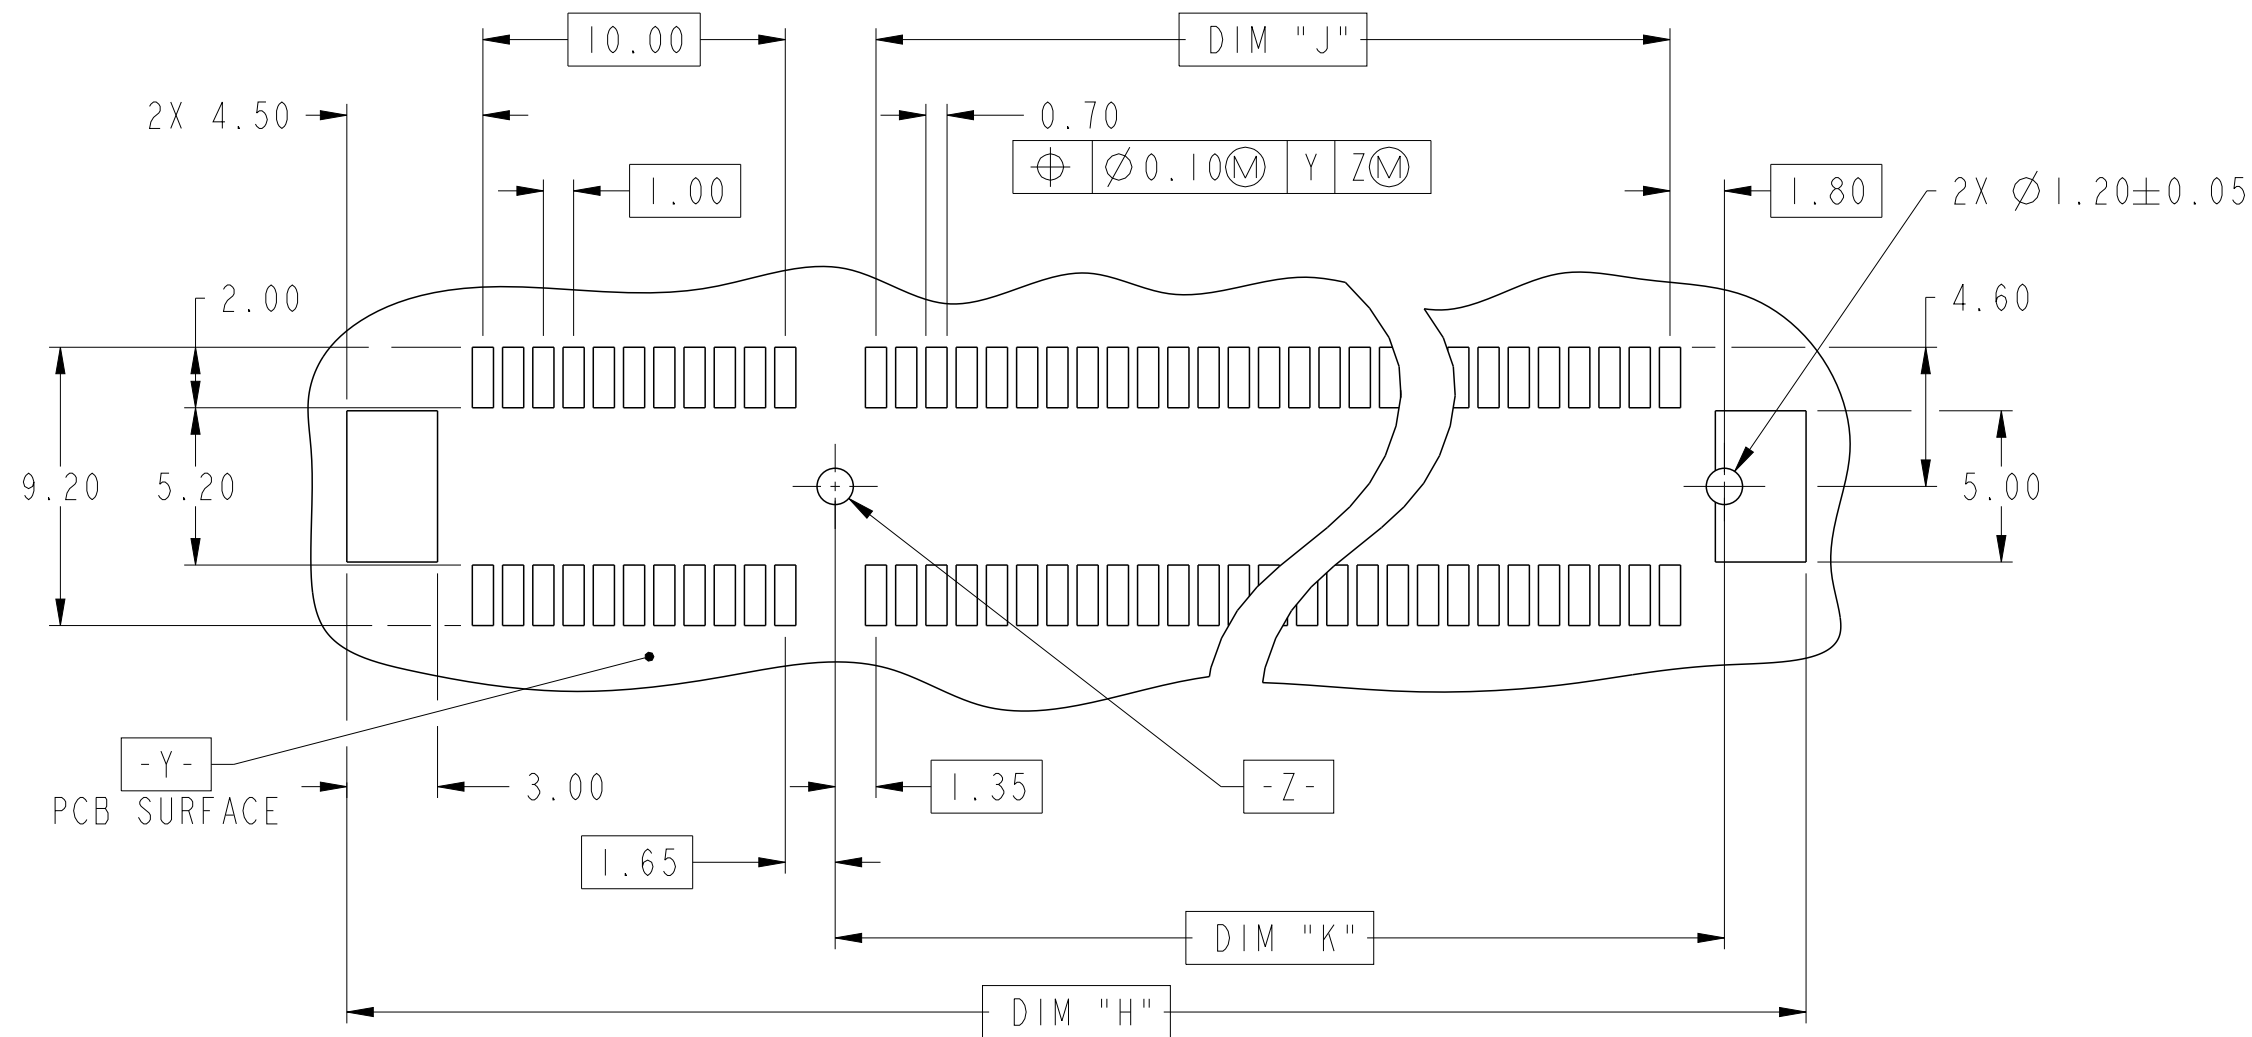 10.00
DIM "J"
2X 4.50
0.70
⌖ Ø0.10Ⓜ Y ZⓂ
1.00
1.80
2X Ø1.20±0.05
2.00
4.60
9.20
5.20
5.00
-Y-
PCB SURFACE
3.00
1.35
-Z-
1.65
DIM "K"
DIM "H"